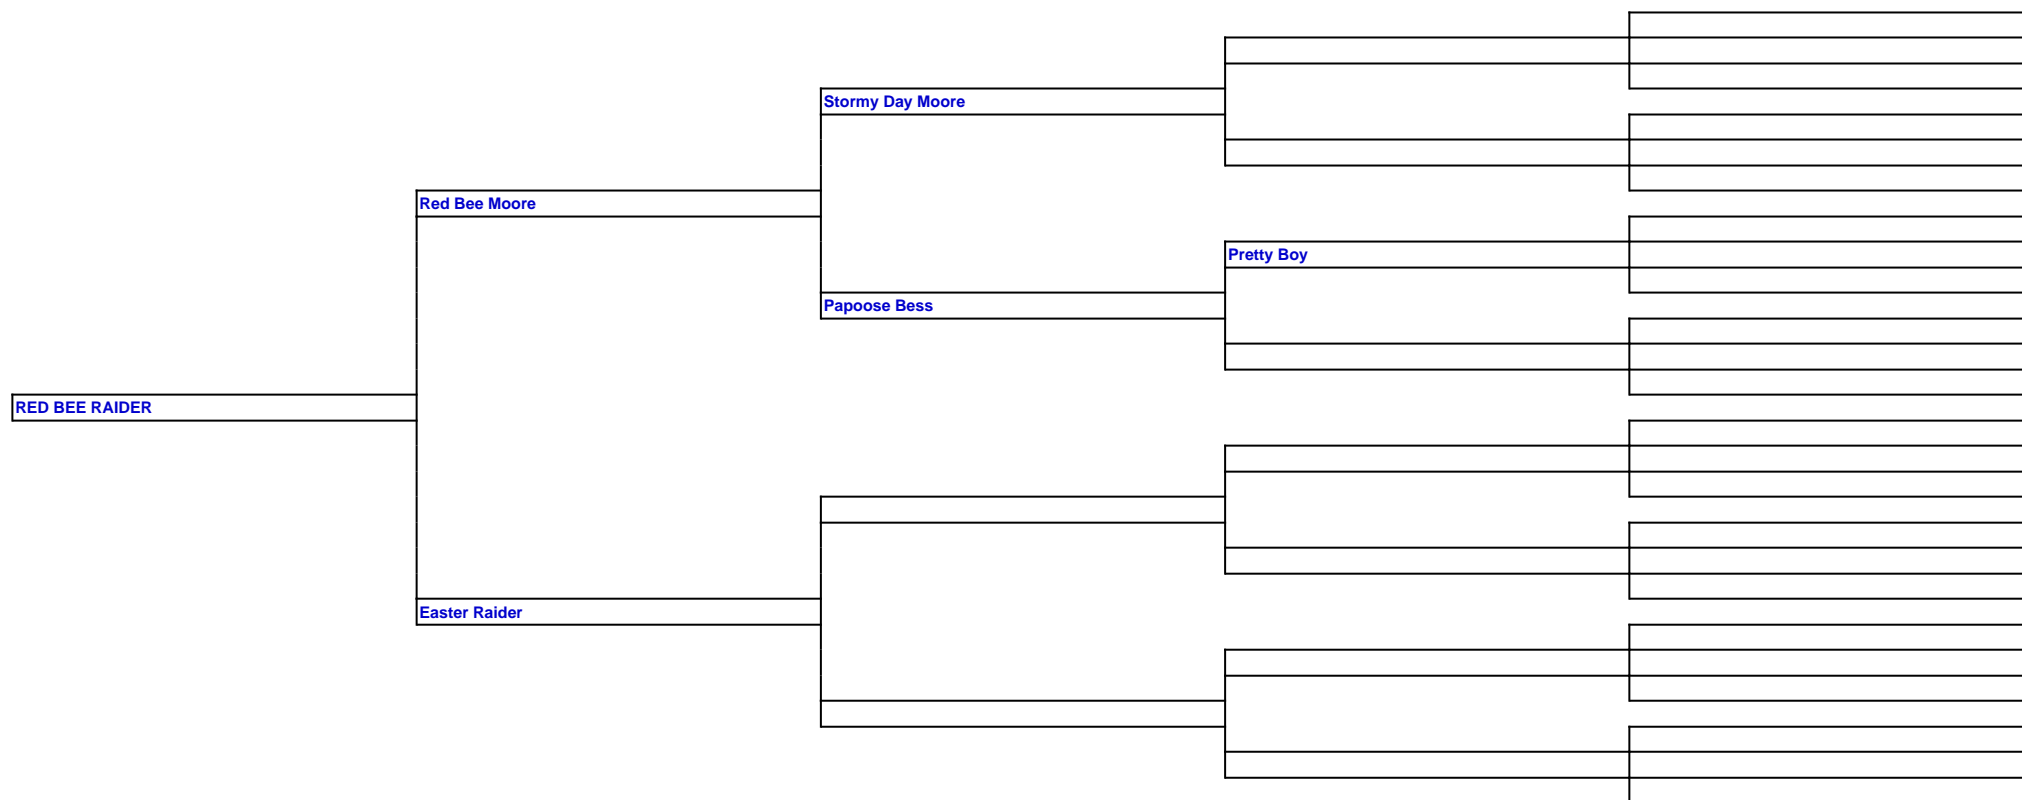 Stormy Day Moore
Red Bee Moore
Pretty Boy
Papoose Bess
RED BEE RAIDER
Easter Raider